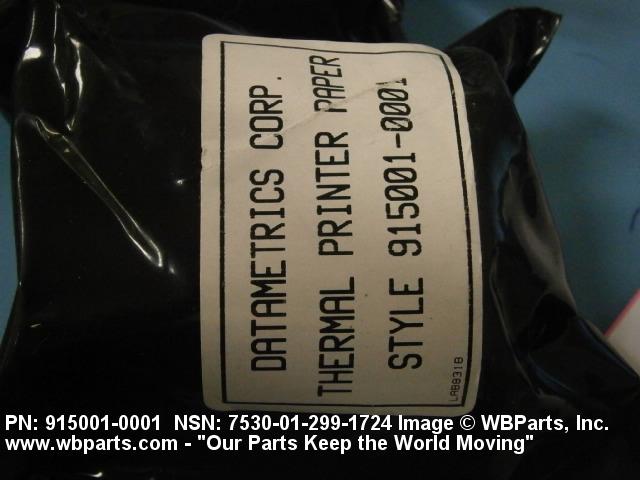 DATAMETRICS CORP.
THERMAL PRINTER PAPER
STYLE 915001-0001
LAB8318
PN: 915001-0001 NSN: 7530-01-299-1724 Image © WBParts, Inc.
www.wbparts.com - "Our Parts Keep the World Moving"